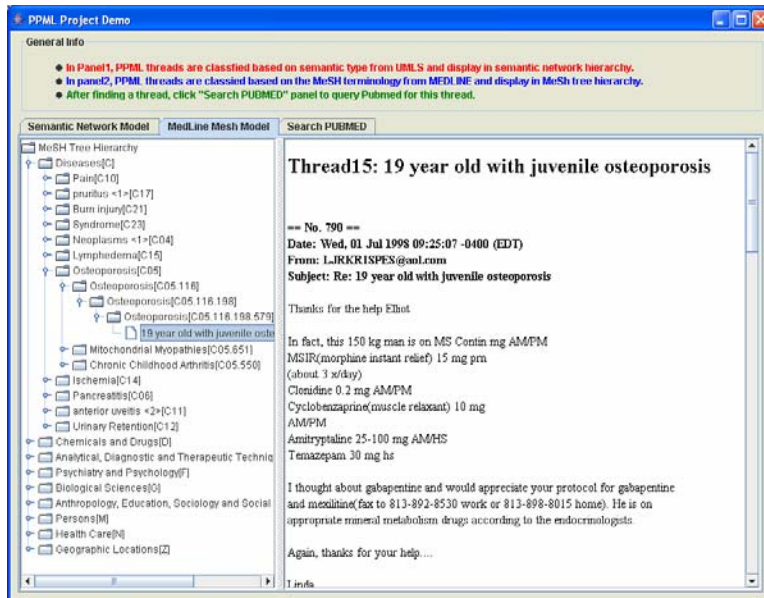 PPML Project Demo
General Info
In Panel1, PPML threads are classfied based on semantic type from UMLS and display in semantic network hierarchy.
In panel2, PPML threads are classied based on the MeSH terminology from MEDLINE and display in MeSh tree hierarchy.
After finding a thread, click "Search PUBMED" panel to query Pubmed for this thread.
Semantic Network Model MedLine Mesh Model Search PUBMED
MeSH Tree Hierarchy
Diseases[C]
Pain[C10]
pruritus <1>[C17]
Burn injury[C21]
Syndrome[C23]
Neoplasms <1>[C04]
Lymphedema[C15]
Osteoporosis[C05]
Osteoporosis[C05.116]
Osteoporosis[C05.116.198]
Osteoporosis[C05.116.198.579]
19 year old with juvenile oste
Mitochondrial Myopathies[C05.651]
Chronic Childhood Arthritis[C05.550]
Ischemia[C14]
Pancreatitis[C06]
anterior uveitis <2>[C11]
Urinary Retention[C12]
Chemicals and Drugs[D]
Analytical, Diagnostic and Therapeutic Techniq
Psychiatry and Psychology[F]
Biological Sciences[G]
Anthropology, Education, Sociology and Social
Persons[M]
Health Care[N]
Geographic Locations[Z]
Thread15: 19 year old with juvenile osteoporosis
== No. 790 ==
Date: Wed, 01 Jul 1998 09:25:07 -0400 (EDT)
From: LJRKRISPES@aol.com
Subject: Re: 19 year old with juvenile osteoporosis
Thanks for the help Elliot
In fact, this 150 kg man is on MS Contin mg AM/PM
MSIR(morphine instant relief) 15 mg prn
(about 3 x/day)
Clonidine 0.2 mg AM/PM
Cyclobenzaprine(muscle relaxant) 10 mg
AM/PM
Amitryptaline 25-100 mg AM/HS
Temazepam 30 mg hs
I thought about gabapentine and would appreciate your protocol for gabapentine
and mexilitine(fax to 813-892-8530 work or 813-898-8015 home). He is on
appropriate mineral metabolism drugs according to the endocrinologists.
Again, thanks for your help....
Linda